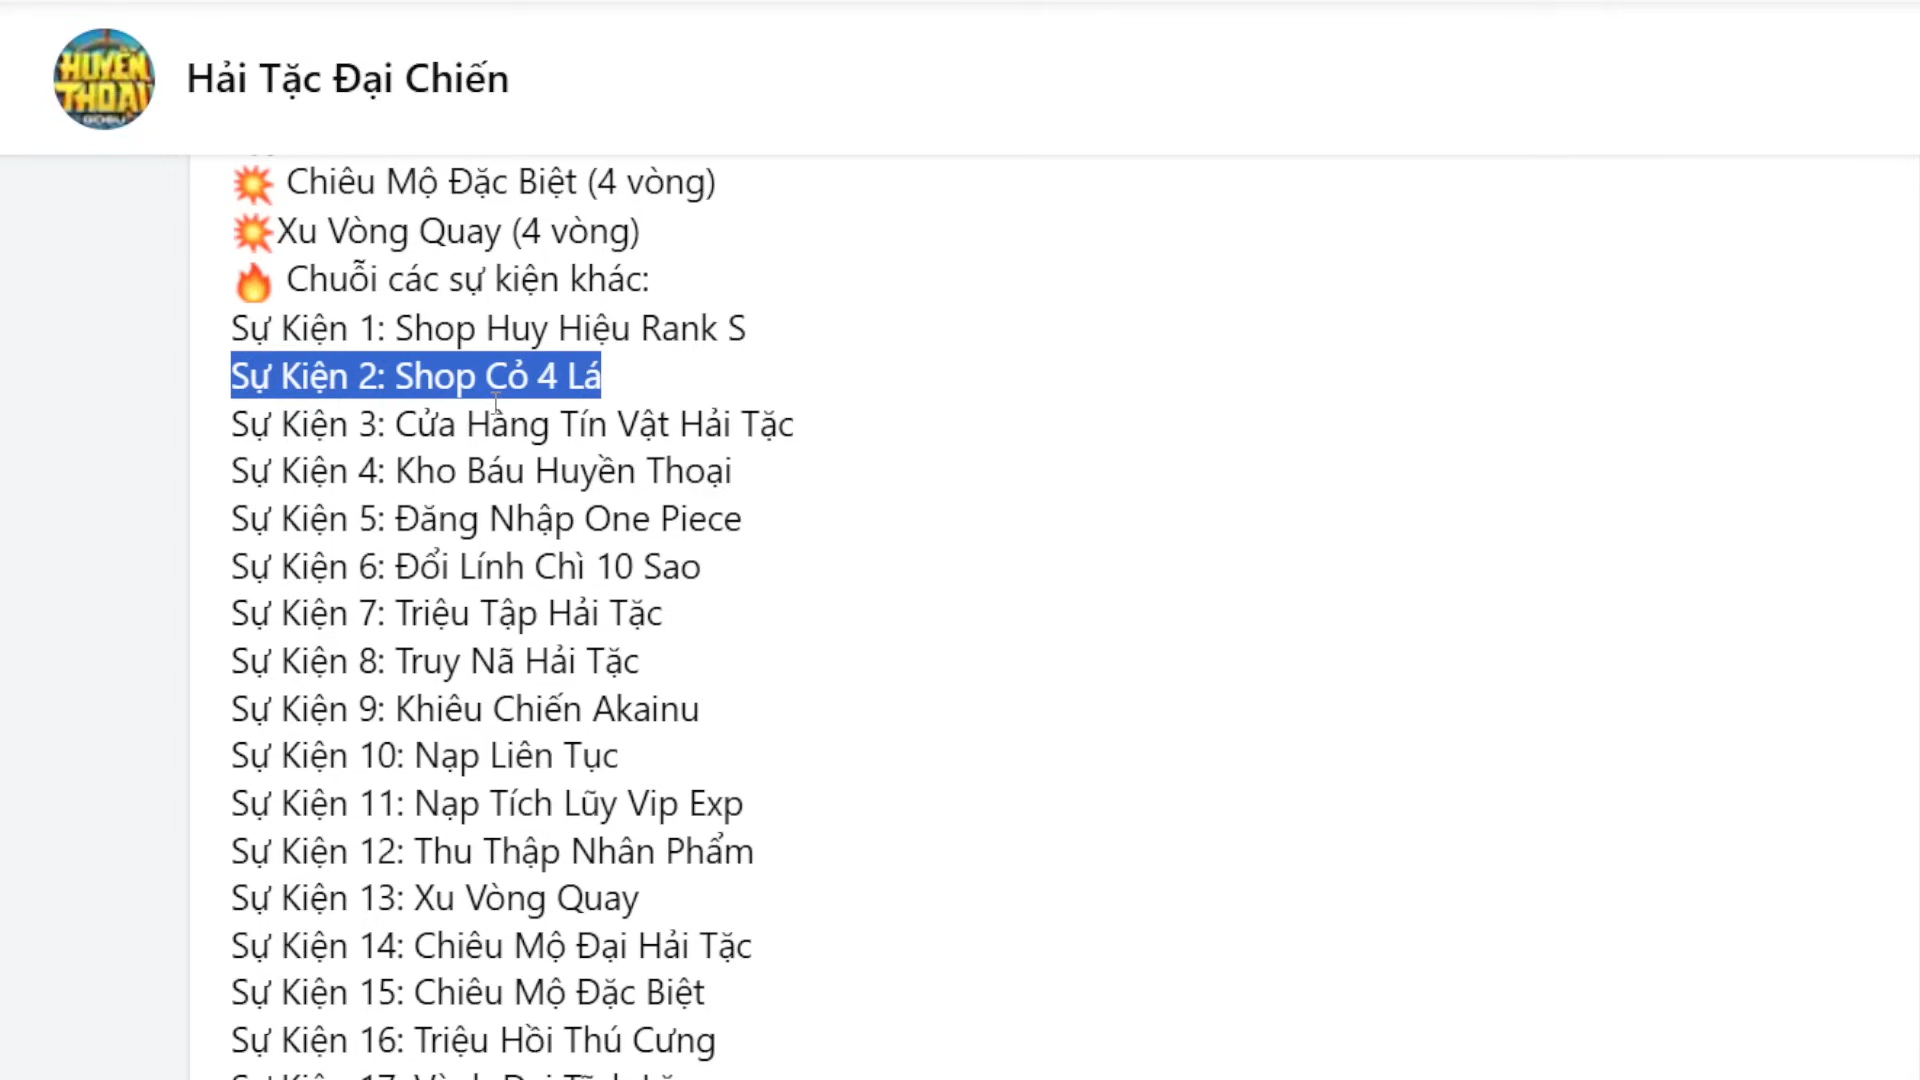 HUYỀN
THOẠI
GOSU
Hải Tặc Đại Chiến
Chiêu Mộ Đặc Biệt (4 vòng)
Xu Vòng Quay (4 vòng)
Chuỗi các sự kiện khác:
Sự Kiện 1: Shop Huy Hiệu Rank S
Sự Kiện 2: Shop Cỏ 4 Lá
Sự Kiện 3: Cửa Hàng Tín Vật Hải Tặc
Sự Kiện 4: Kho Báu Huyền Thoại
Sự Kiện 5: Đăng Nhập One Piece
Sự Kiện 6: Đổi Lính Chì 10 Sao
Sự Kiện 7: Triệu Tập Hải Tặc
Sự Kiện 8: Truy Nã Hải Tặc
Sự Kiện 9: Khiêu Chiến Akainu
Sự Kiện 10: Nạp Liên Tục
Sự Kiện 11: Nạp Tích Lũy Vip Exp
Sự Kiện 12: Thu Thập Nhân Phẩm
Sự Kiện 13: Xu Vòng Quay
Sự Kiện 14: Chiêu Mộ Đại Hải Tặc
Sự Kiện 15: Chiêu Mộ Đặc Biệt
Sự Kiện 16: Triệu Hồi Thú Cưng